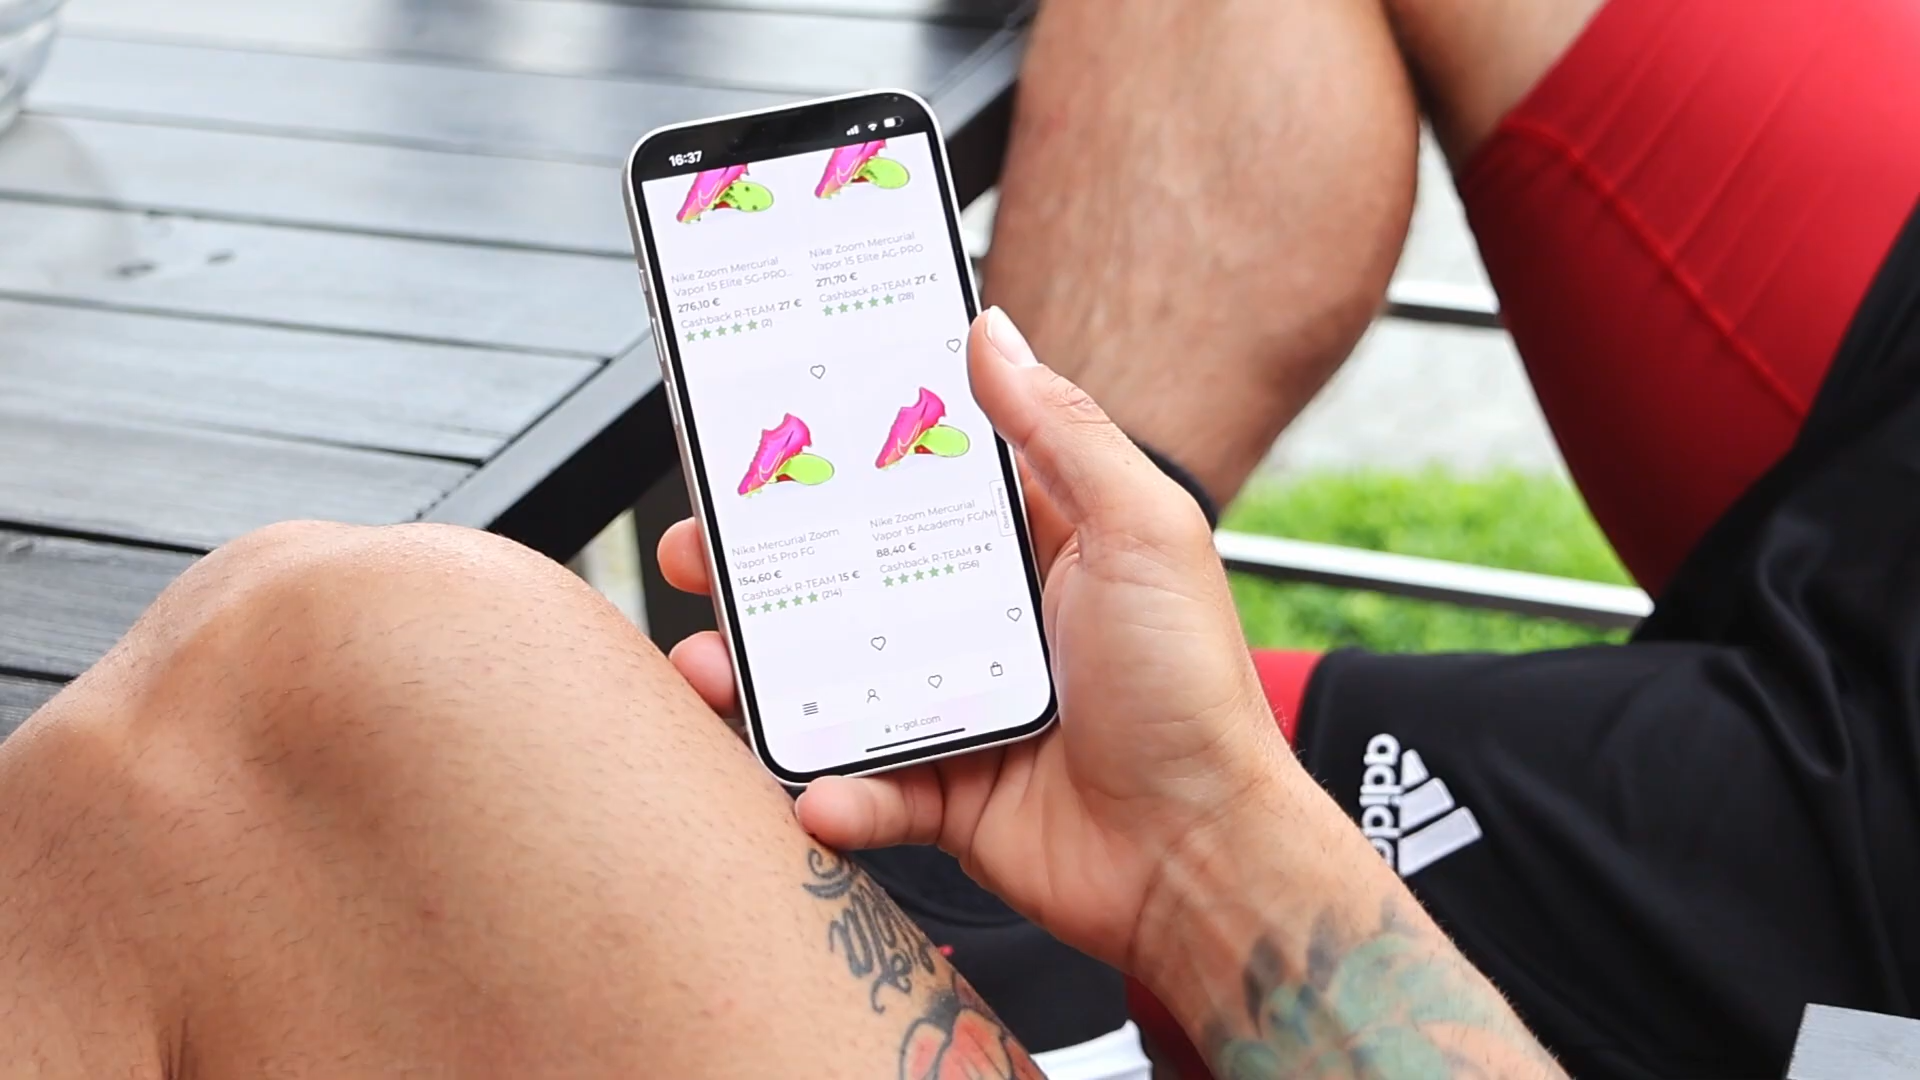 16:37
Nike Zoom Mercurial
Vapor 15 Elite SG-PRO...
276,10 €
Cashback R-TEAM 27 €
(2)
Nike Zoom Mercurial
Vapor 15 Elite AG-PRO
271,70 €
Cashback R-TEAM 27 €
(28)
Nike Mercurial Zoom
Vapor 15 Pro FG
154,60 €
Cashback R-TEAM 15 €
(214)
Nike Zoom Mercurial
Vapor 15 Academy FG/M
88,40 €
Cashback R-TEAM 9 €
(256)
r-gol.com
adidas